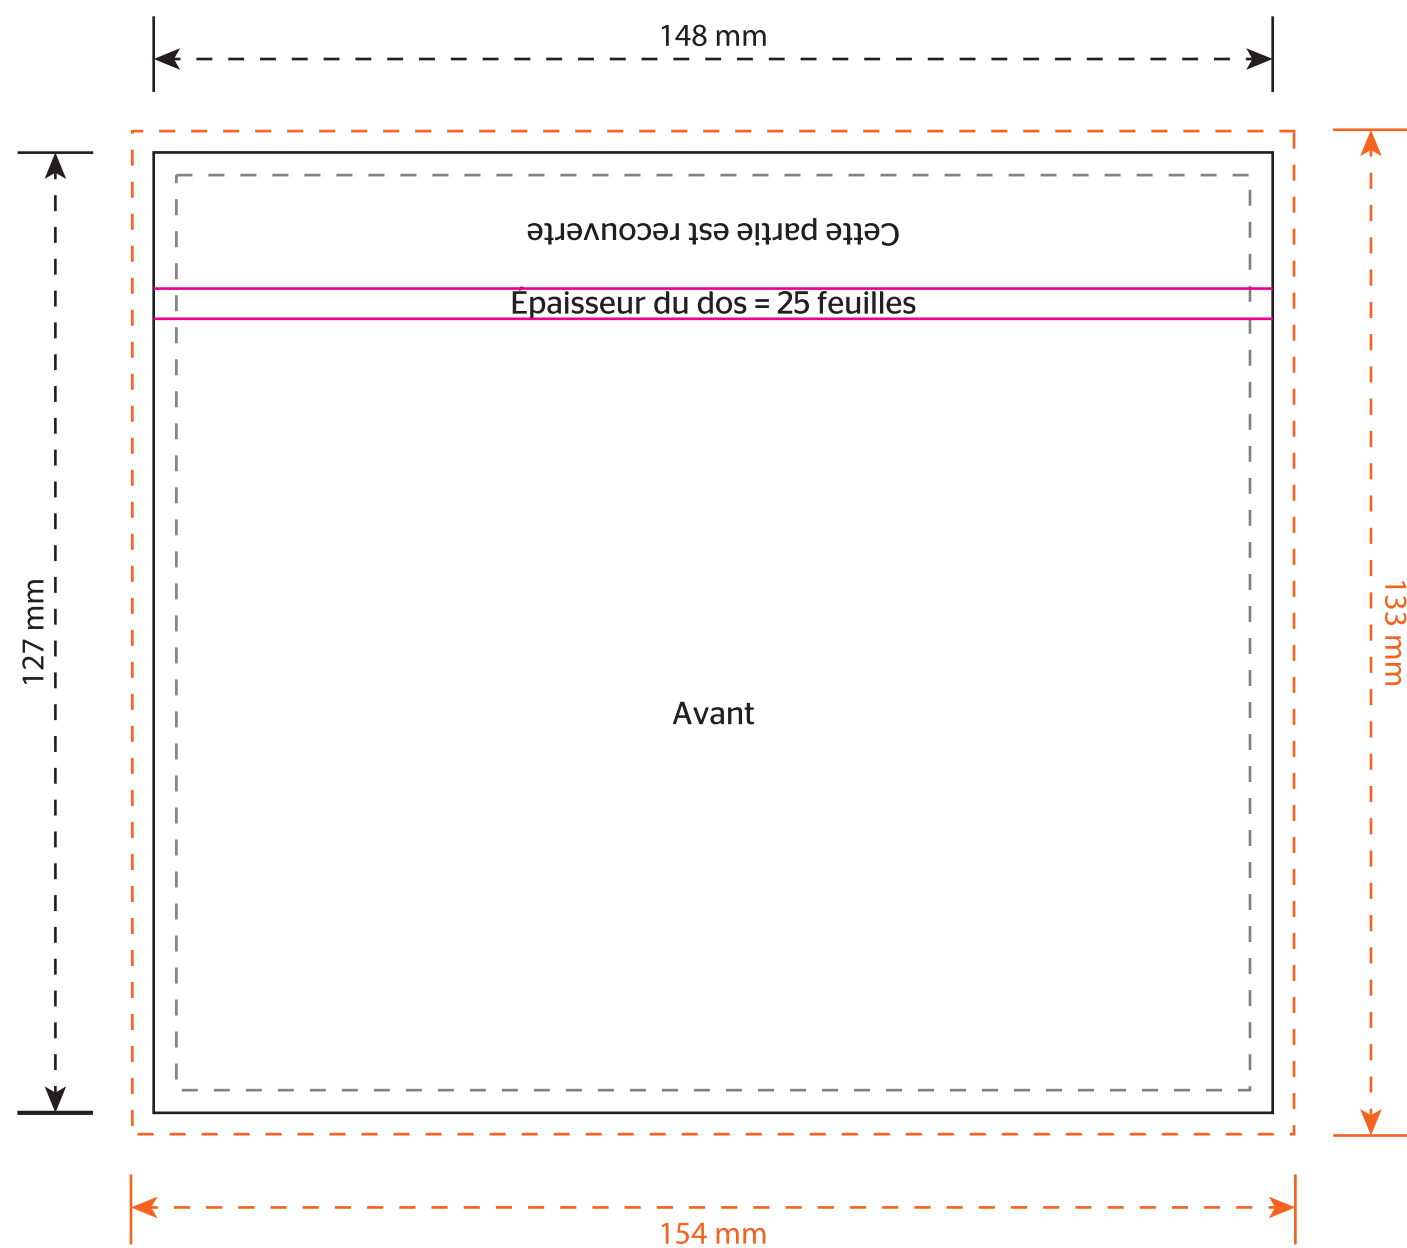 148 mm
Cette partie est recouverte
Épaisseur du dos = 25 feuilles
127 mm
133 mm
Avant
154 mm